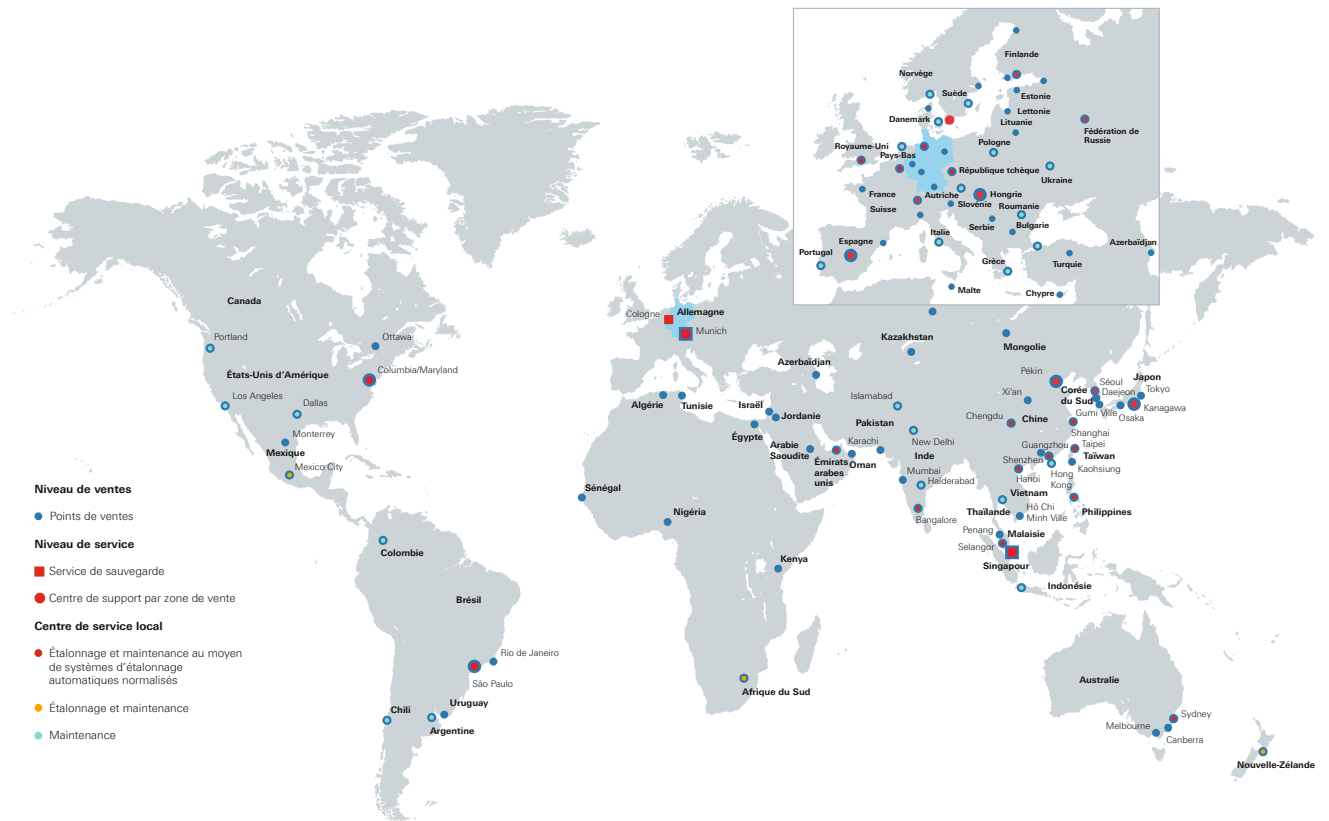 Finlande
Norvège
Suède
Estonie
Lettonie
Danemark
Lituanie
Fédération de
Russie
Royaume-Uni
Pologne
Pays-Bas
République tchèque
Ukraine
France
Autriche
Hongrie
Suisse
Slovénie
Roumanie
Serbie
Bulgarie
Italie
Espagne
Azerbaïdjan
Portugal
Grèce
Turquie
Malte
Chypre
Canada
Portland
Ottawa
États-Unis d'Amérique
Columbia/Maryland
Los Angeles
Dallas
Monterrey
Mexique
Mexico City
Cologne
Allemagne
Munich
Kazakhstan
Mongolie
Azerbaïdjan
Pékin
Corée
du Sud
Séoul
Daejeon
Japon
Tokyo
Kanagawa
Osaka
Gumi Ville
Xi'an
Chengdu
Chine
Shanghai
Algérie
Tunisie
Israël
Jordanie
Égypte
Islamabad
Pakistan
New Delhi
Inde
Arabie
Saoudite
Émirats
arabes
unis
Oman
Karachi
Mumbai
Haïderabad
Bangalore
Guangzhou
Shenzhen
Taipei
Taïwan
Kaohsiung
Hanoi
Hong
Kong
Vietnam
Thaïlande
Hô Chi
Minh Ville
Philippines
Penang
Malaisie
Selangor
Singapour
Indonésie
Sénégal
Nigéria
Kenya
Afrique du Sud
Colombie
Brésil
Rio de Janeiro
São Paulo
Uruguay
Chili
Argentine
Australie
Sydney
Melbourne
Canberra
Nouvelle-Zélande
Niveau de ventes
Points de ventes
Niveau de service
Service de sauvegarde
Centre de support par zone de vente
Centre de service local
Étalonnage et maintenance au moyen
de systèmes d'étalonnage
automatiques normalisés
Étalonnage et maintenance
Maintenance